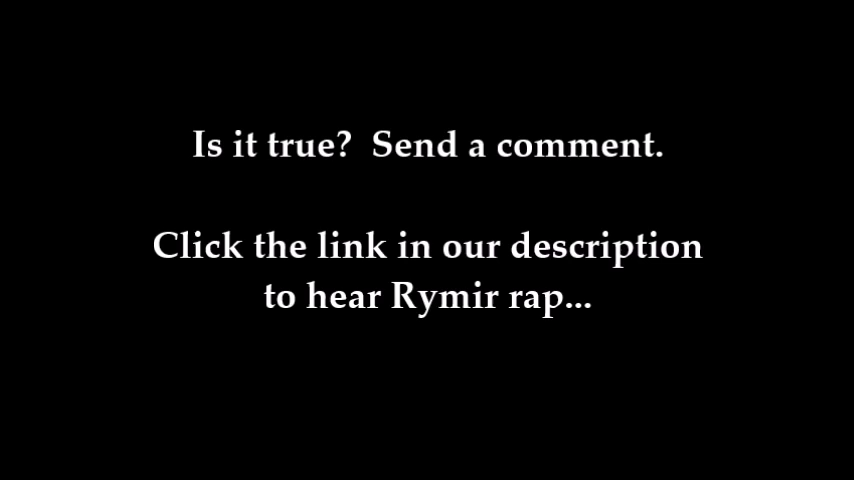 Is it true?  Send a comment.
Click the link in our description
to hear Rymir rap...